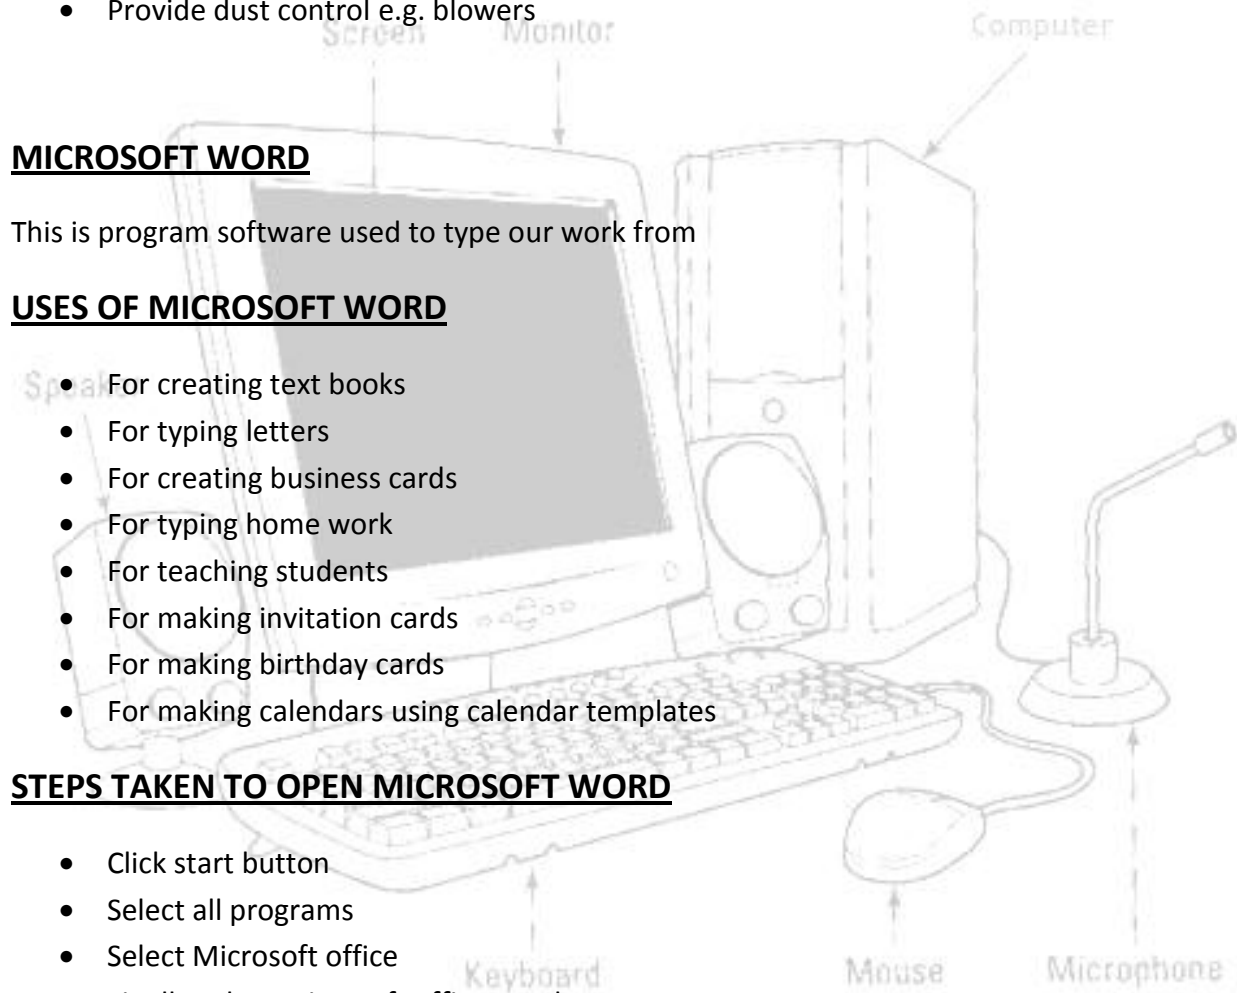 • Provide dust control e.g. blowers
Screen Monitor Computer
MICROSOFT WORD
This is program software used to type our work from
USES OF MICROSOFT WORD
Speaker
• For creating text books
• For typing letters
• For creating business cards
• For typing home work
• For teaching students
• For making invitation cards
• For making birthday cards
• For making calendars using calendar templates
STEPS TAKEN TO OPEN MICROSOFT WORD
• Click start button
• Select all programs
• Select Microsoft office
Keyboard Mouse Microphone